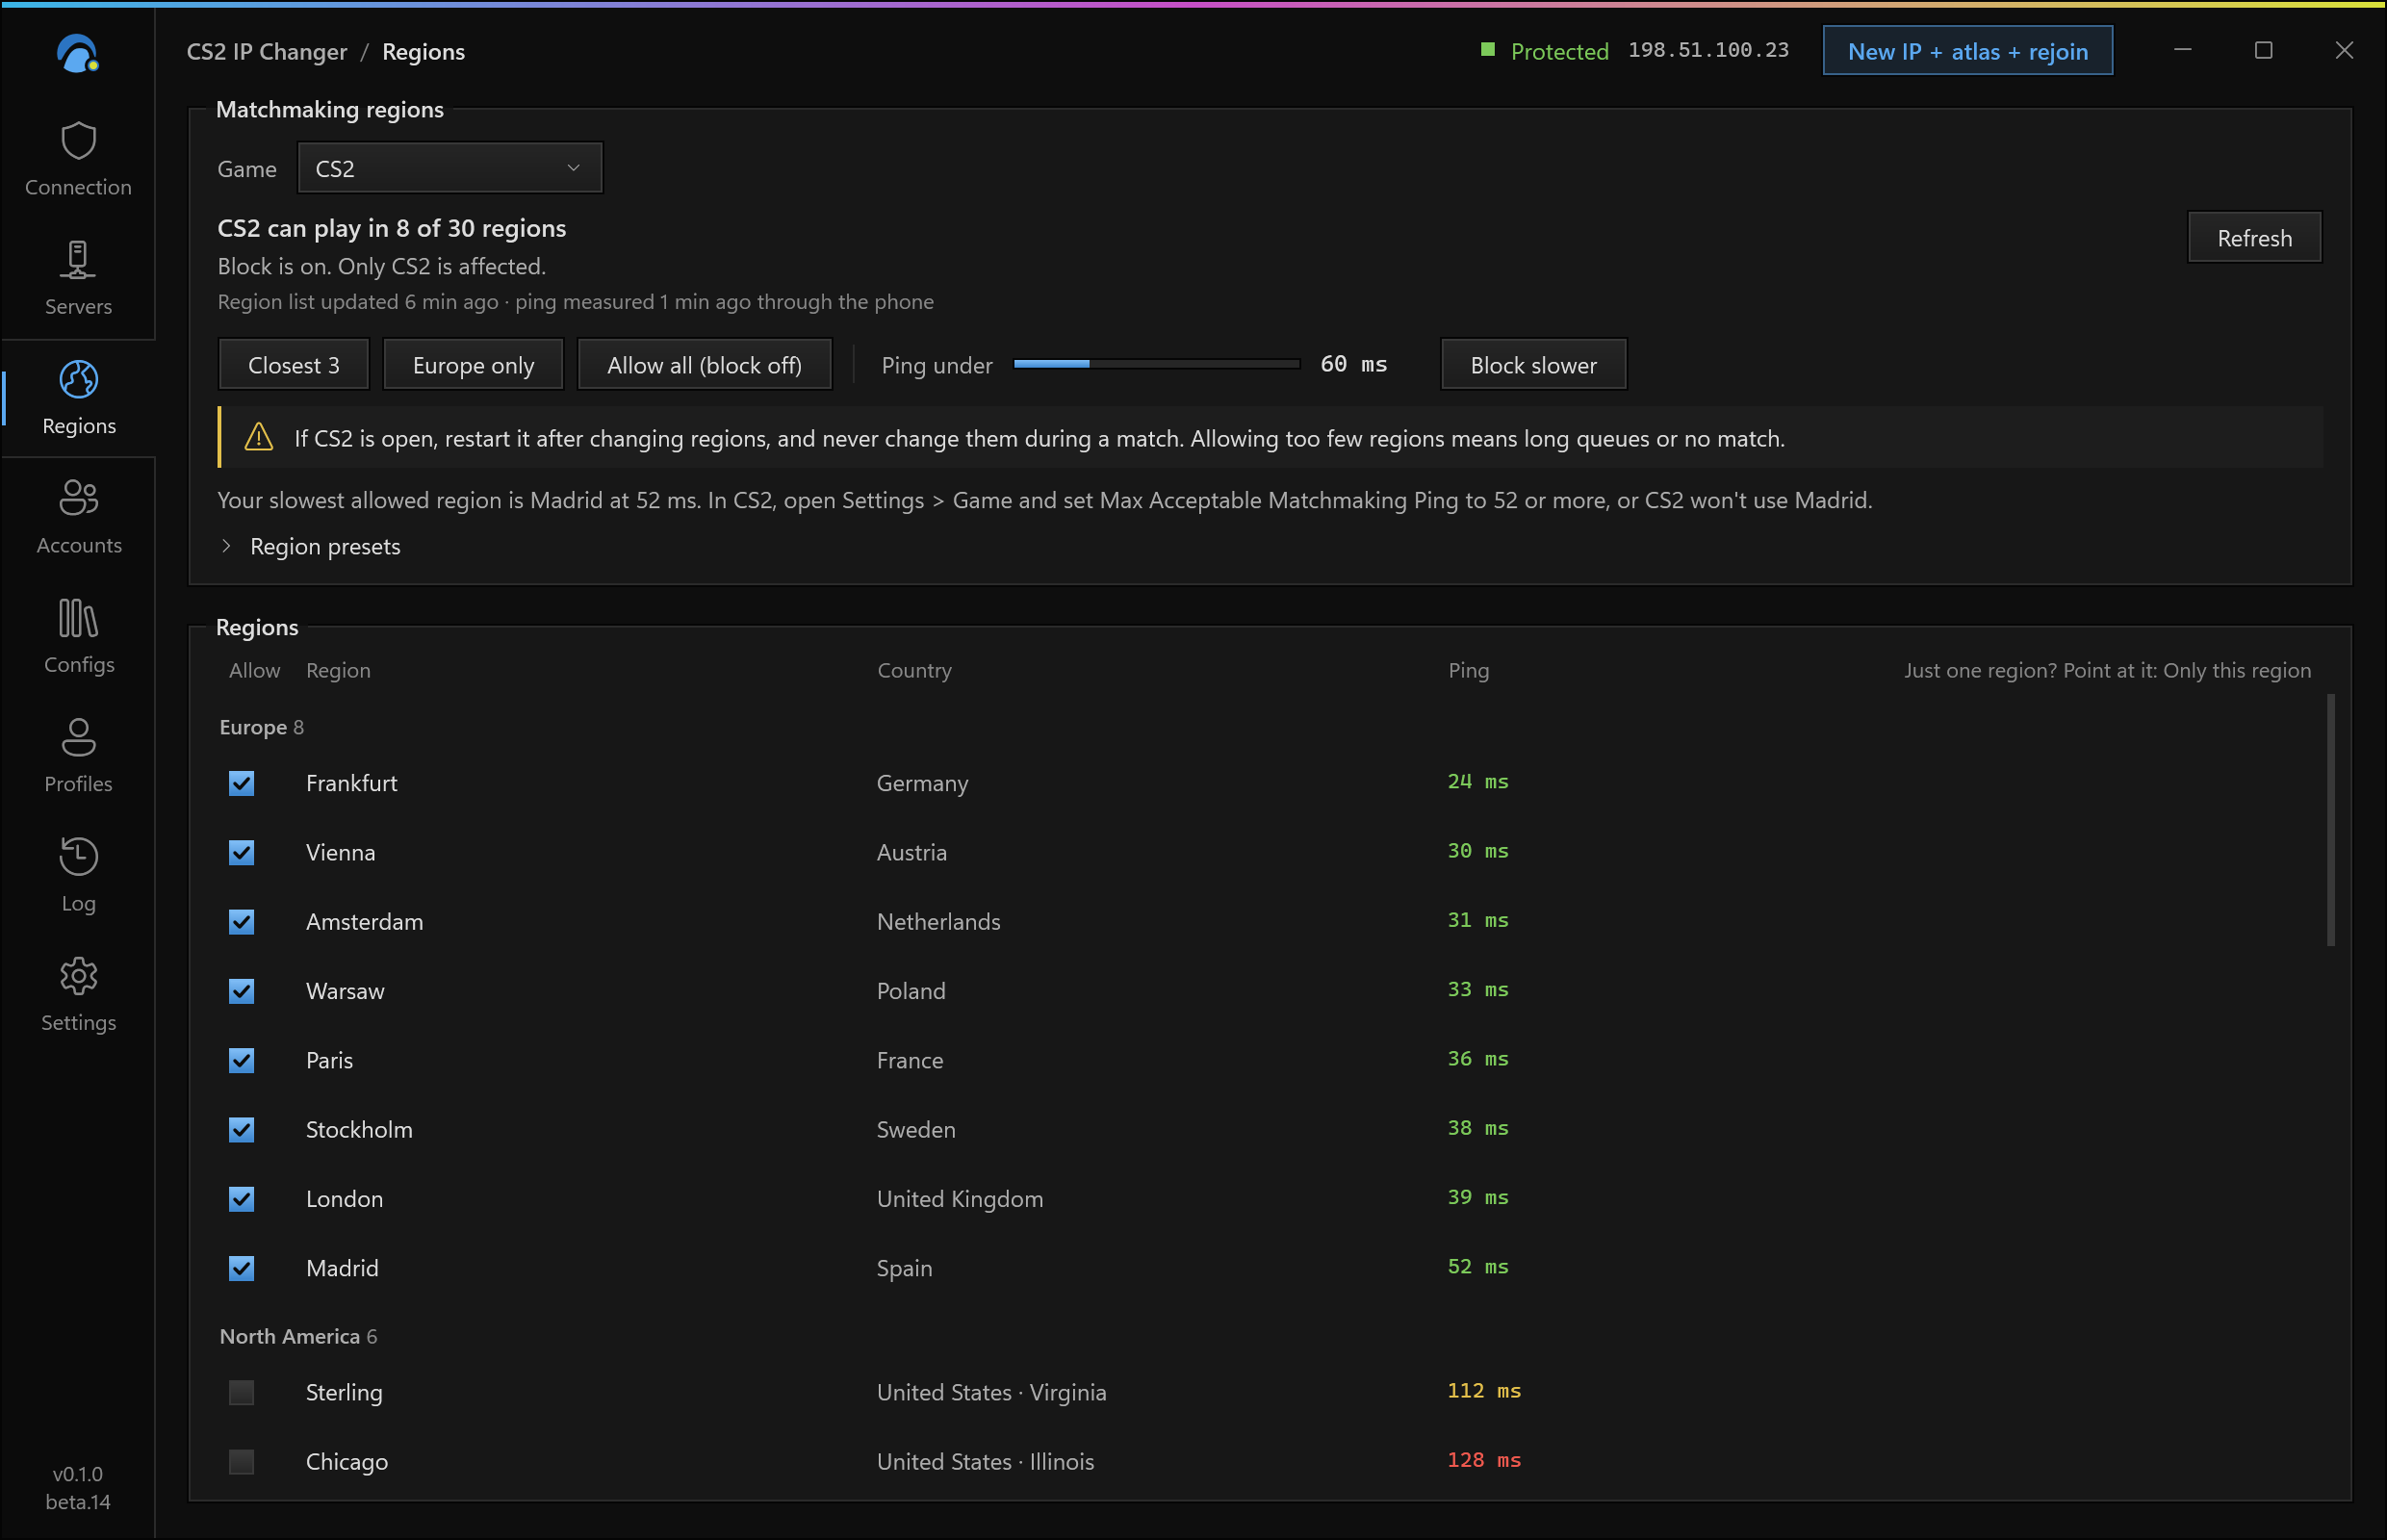 CS2 IP Changer / Regions
Protected 198.51.100.23
New IP + atlas + rejoin
Connection
Servers
Regions
Accounts
Configs
Profiles
Log
Settings
v0.1.0
beta.14
Matchmaking regions
Game CS2
CS2 can play in 8 of 30 regions
Refresh
Block is on. Only CS2 is affected.
Region list updated 6 min ago · ping measured 1 min ago through the phone
Closest 3 Europe only Allow all (block off) Ping under 60 ms Block slower
If CS2 is open, restart it after changing regions, and never change them during a match. Allowing too few regions means long queues or no match.
Your slowest allowed region is Madrid at 52 ms. In CS2, open Settings > Game and set Max Acceptable Matchmaking Ping to 52 or more, or CS2 won't use Madrid.
Region presets
Regions
Allow Region Country Ping Just one region? Point at it: Only this region
Europe 8
Frankfurt Germany 24 ms
Vienna Austria 30 ms
Amsterdam Netherlands 31 ms
Warsaw Poland 33 ms
Paris France 36 ms
Stockholm Sweden 38 ms
London United Kingdom 39 ms
Madrid Spain 52 ms
North America 6
Sterling United States · Virginia 112 ms
Chicago United States · Illinois 128 ms